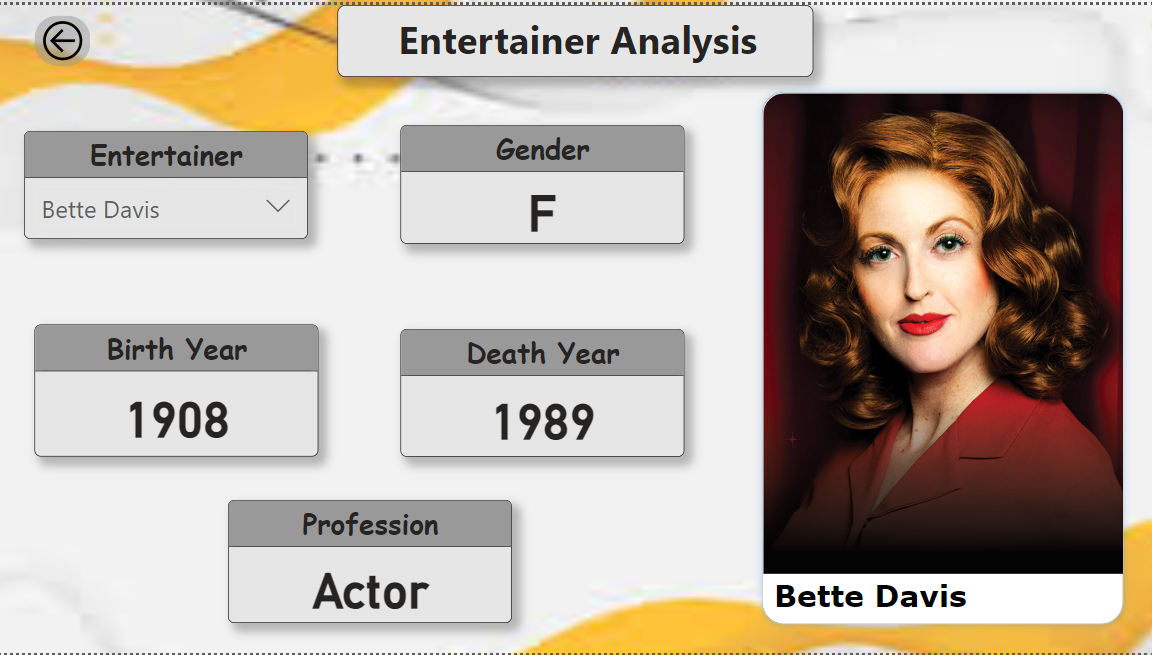 Entertainer Analysis
Entertainer
Bette Davis
Gender
F
Birth Year
1908
Death Year
1989
Profession
Actor
Bette Davis